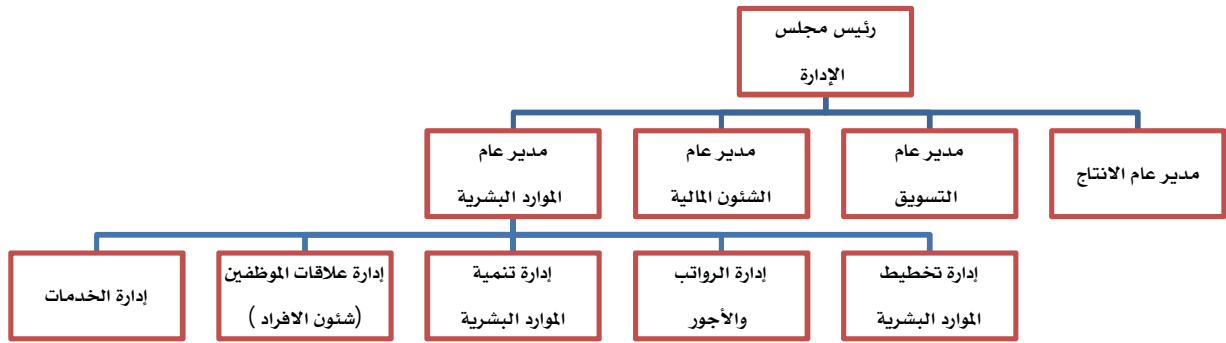 رئيس مجلس
الإدارة
مدير عام الانتاج
مدير عام
التسويق
مدير عام
الشئون المالية
مدير عام
الموارد البشرية
إدارة تخطيط
الموارد البشرية
إدارة الرواتب
والأجور
إدارة تنمية
الموارد البشرية
إدارة علاقات الموظفين
(شئون الافراد )
إدارة الخدمات